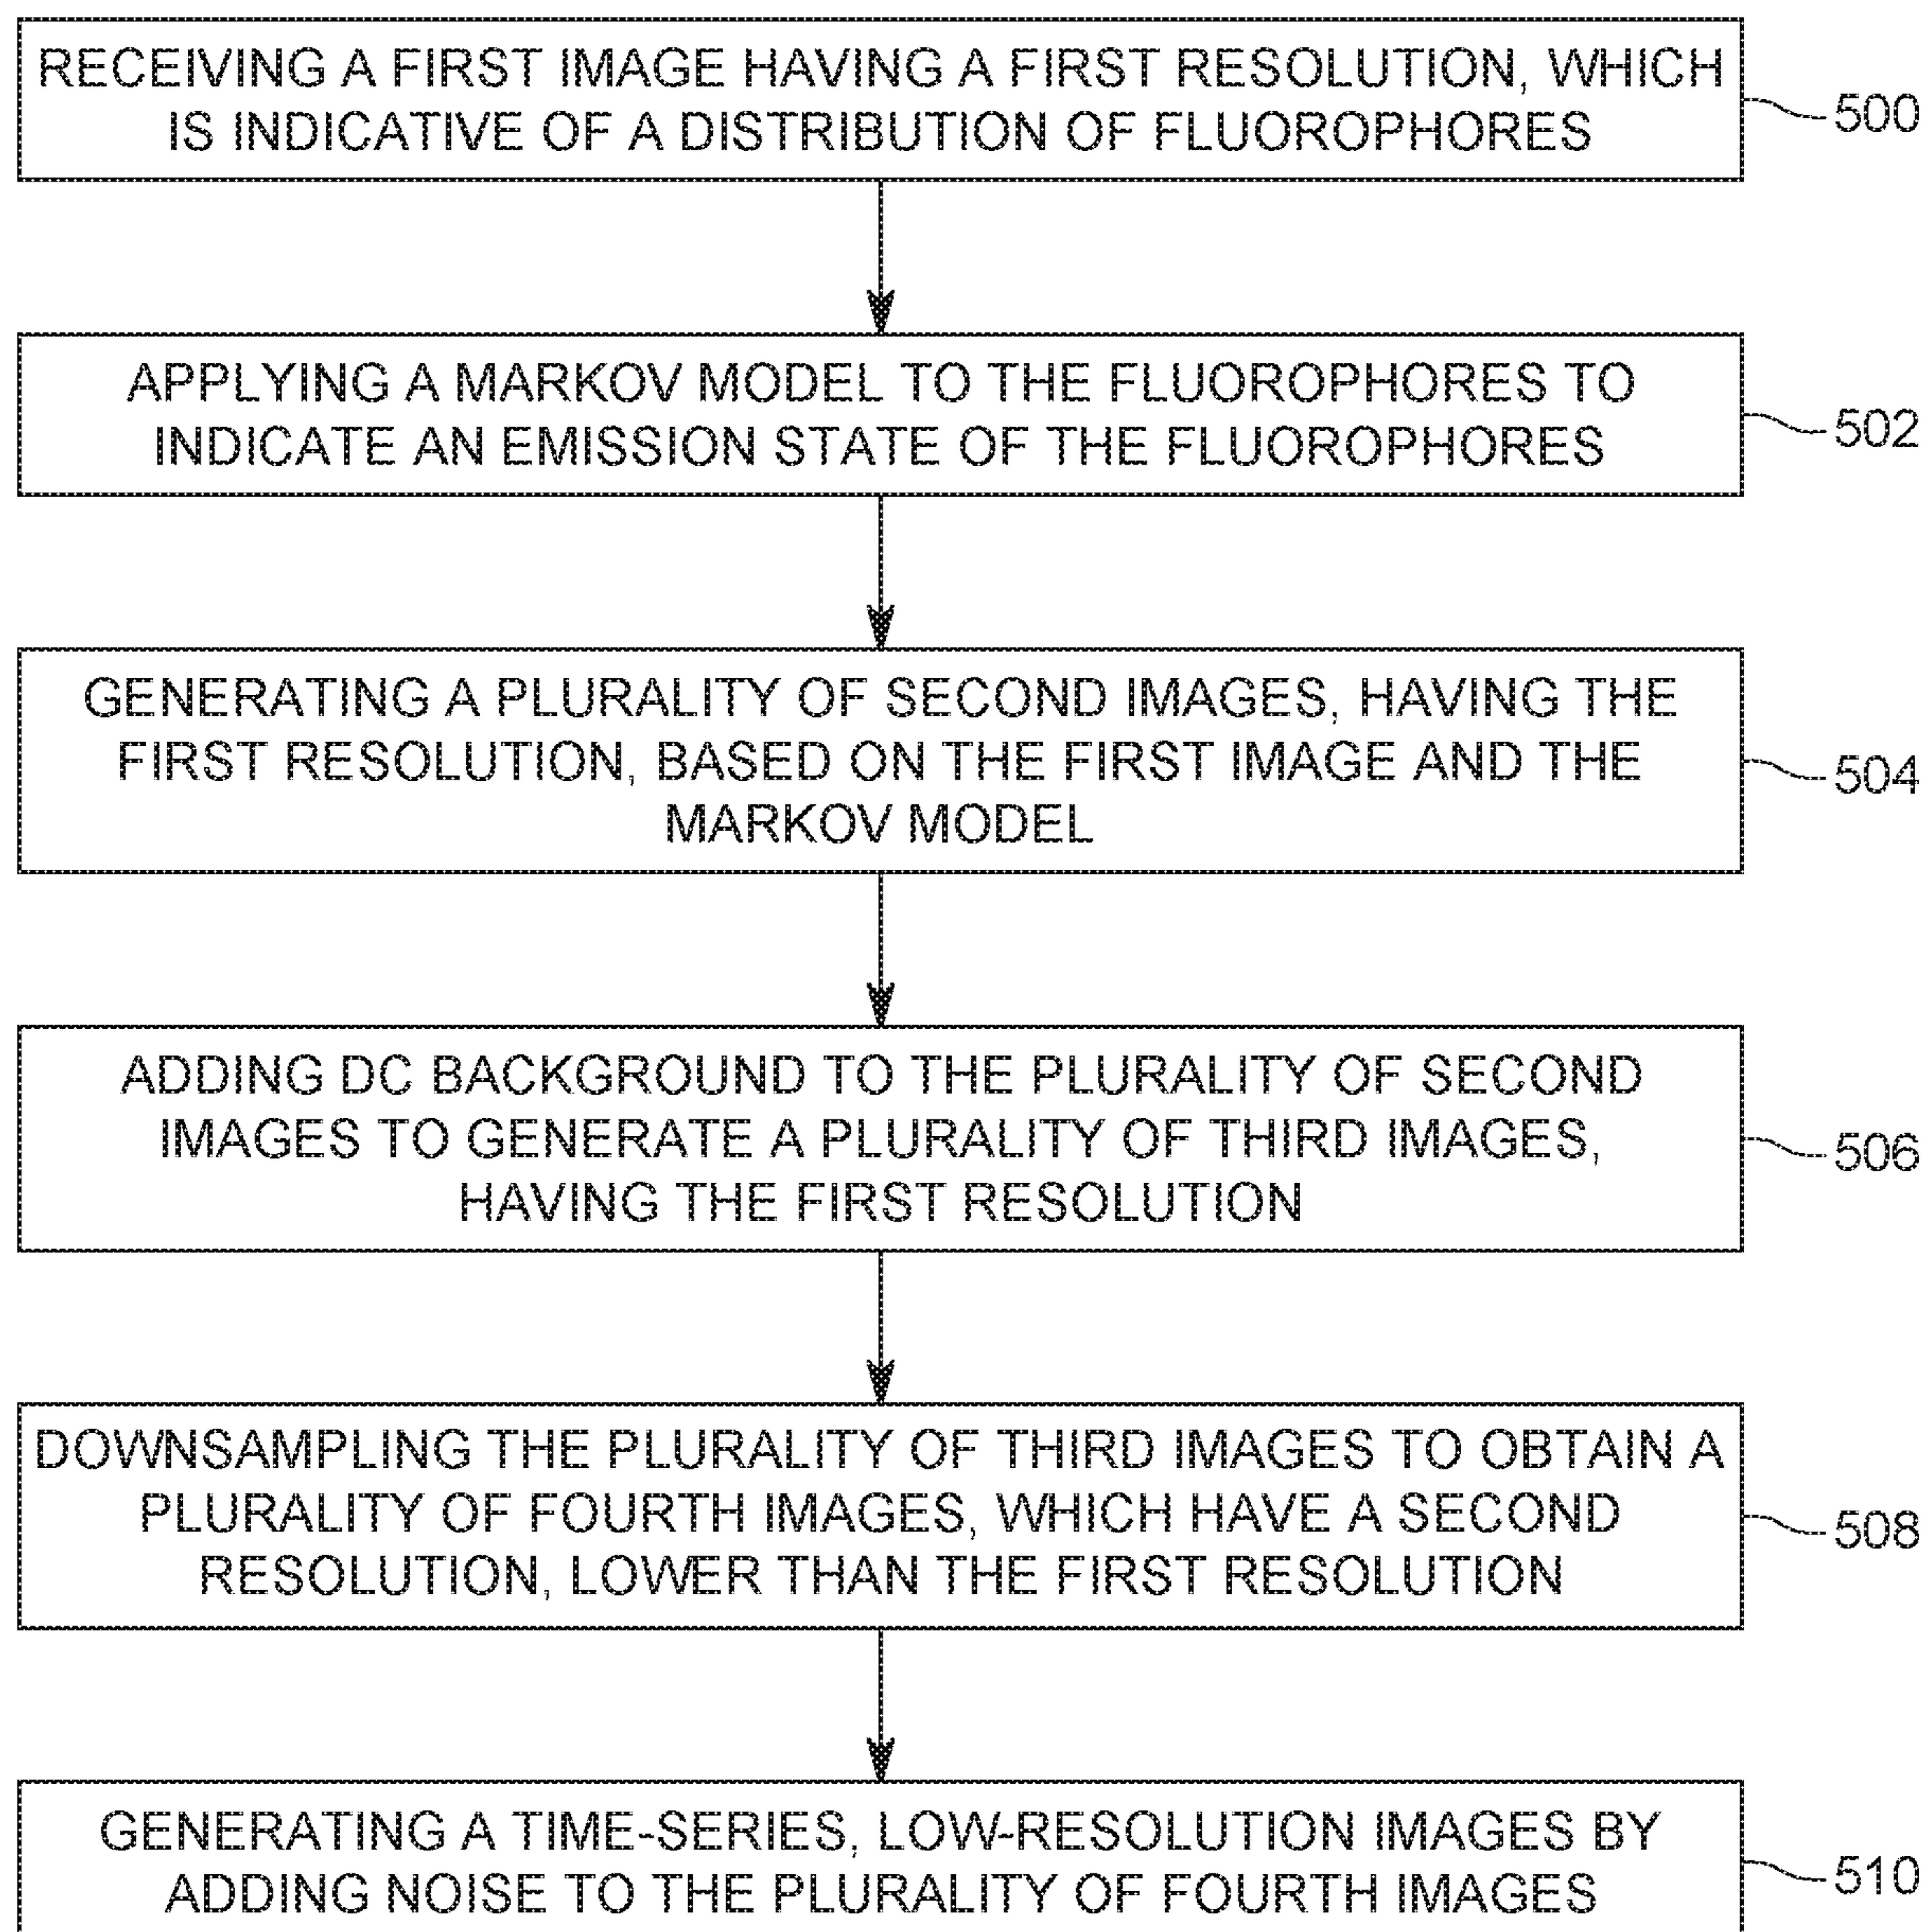 RECEIVING A FIRST IMAGE HAVING A FIRST RESOLUTION, WHICH
IS INDICATIVE OF A DISTRIBUTION OF FLUOROPHORES
500
APPLYING A MARKOV MODEL TO THE FLUOROPHORES TO
INDICATE AN EMISSION STATE OF THE FLUOROPHORES
502
GENERATING A PLURALITY OF SECOND IMAGES, HAVING THE
FIRST RESOLUTION, BASED ON THE FIRST IMAGE AND THE
MARKOV MODEL
504
ADDING DC BACKGROUND TO THE PLURALITY OF SECOND
IMAGES TO GENERATE A PLURALITY OF THIRD IMAGES,
HAVING THE FIRST RESOLUTION
506
DOWNSAMPLING THE PLURALITY OF THIRD IMAGES TO OBTAIN A
PLURALITY OF FOURTH IMAGES, WHICH HAVE A SECOND
RESOLUTION, LOWER THAN THE FIRST RESOLUTION
508
GENERATING A TIME-SERIES, LOW-RESOLUTION IMAGES BY
ADDING NOISE TO THE PLURALITY OF FOURTH IMAGES
510